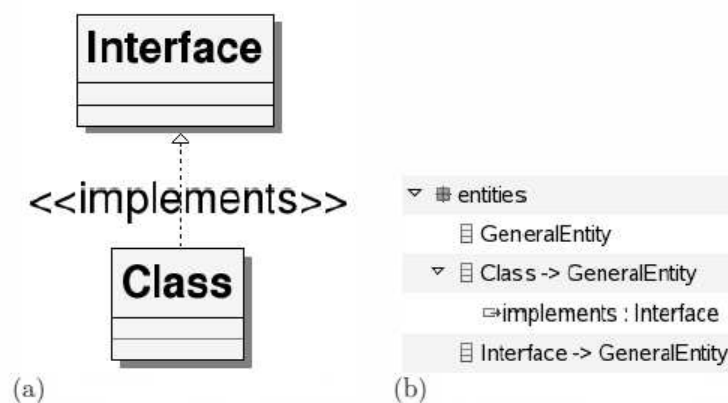 Interface
<<implements>>
Class
(a)
entities
GeneralEntity
Class -> GeneralEntity
implements : Interface
Interface -> GeneralEntity
(b)